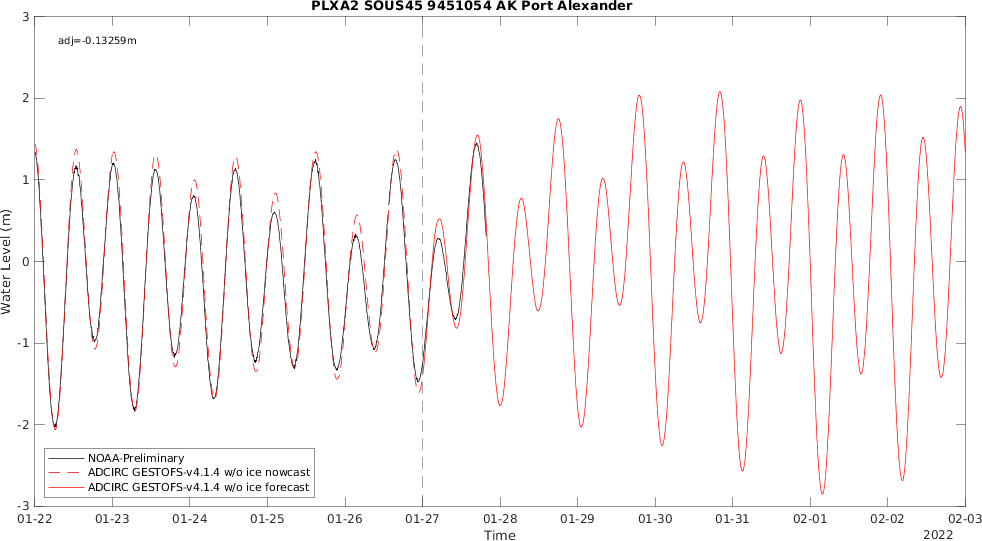 PLXA2 SOUS45 9451054 AK Port Alexander
adj=-0.13259m
3
2
1
0
-1
-2
-3
Water Level (m)
NOAA-Preliminary
ADCIRC GESTOFS-v4.1.4 w/o ice nowcast
ADCIRC GESTOFS-v4.1.4 w/o ice forecast
01-22 01-23 01-24 01-25 01-26 01-27 01-28 01-29 01-30 01-31 02-01 02-02 02-03
Time
2022